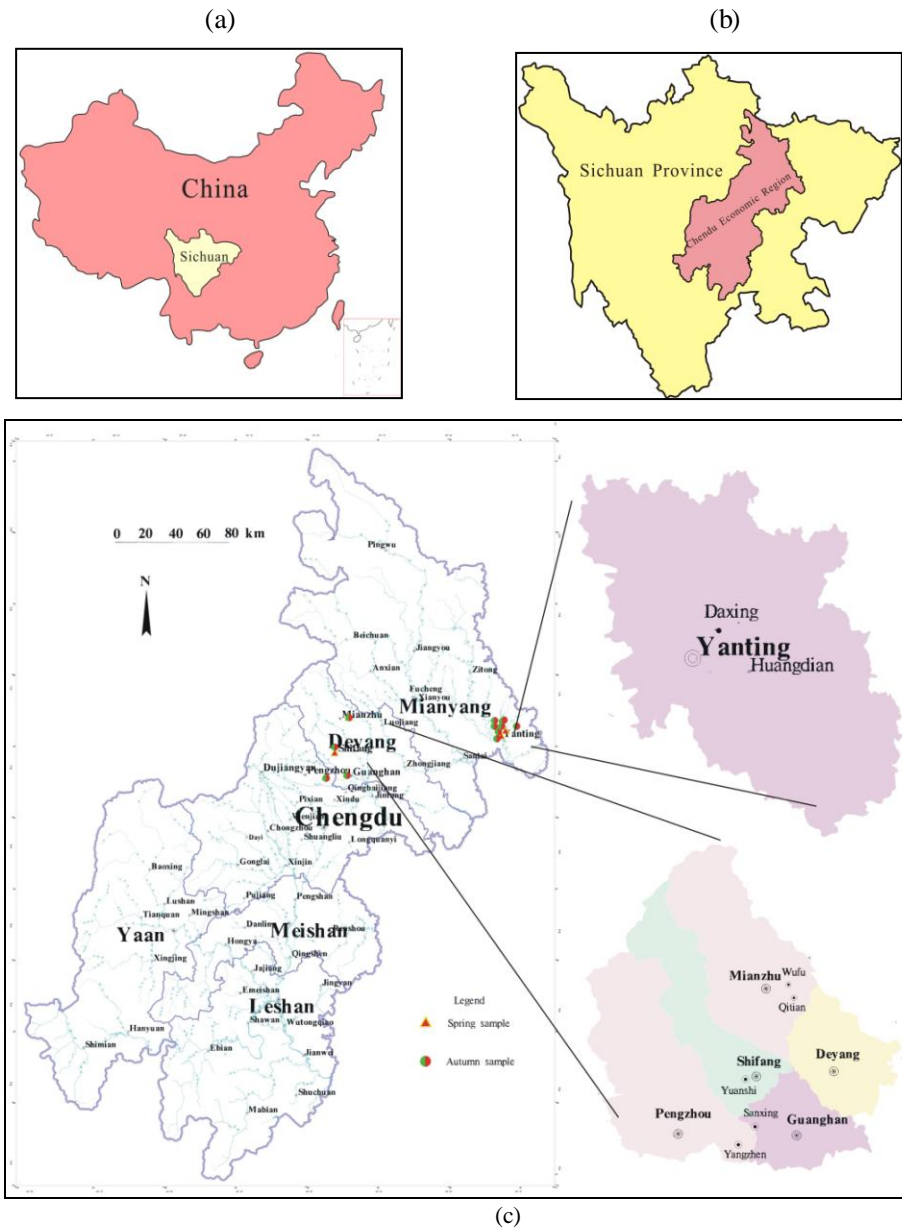 (a)
(b)
China
Sichuan
Sichuan Province
Chendu Economic Region
0 20 40 60 80 km
N
Pingwu
Beichuan
Jiangyou
Anxian
Zitong
Fucheng
Xianyou
Mianyang
Mianzhu
Luojiang
Yanting
Deyang
Shifang
Santai
Zhongjiang
Dujiangyan
Pengzhou
Guanghan
Qingbaijiang
Pixian
Xindu
Chengdu
Chongzhou
Dayi
Shuangliu
Longquanyi
Gonglai
Xinjin
Baoxing
Pujiang
Pengshan
Lushan
Tianquan
Mingshan
Danling
Meishan
Yaan
Hongya
Qingshen
Xingjing
Jajiang
Jingyan
Emeishan
Leshan
Shawan
Wutongqiao
Hanyuan
Shimian
Ebian
Jianwei
Shuchuan
Mabian
Legend
Spring sample
Autumn sample
Daxing
Yanting
Huangdian
Mianzhu
Wufu
Qitian
Deyang
Shifang
Yuanshi
Sanxing
Pengzhou
Guanghan
Yangzhen
(c)